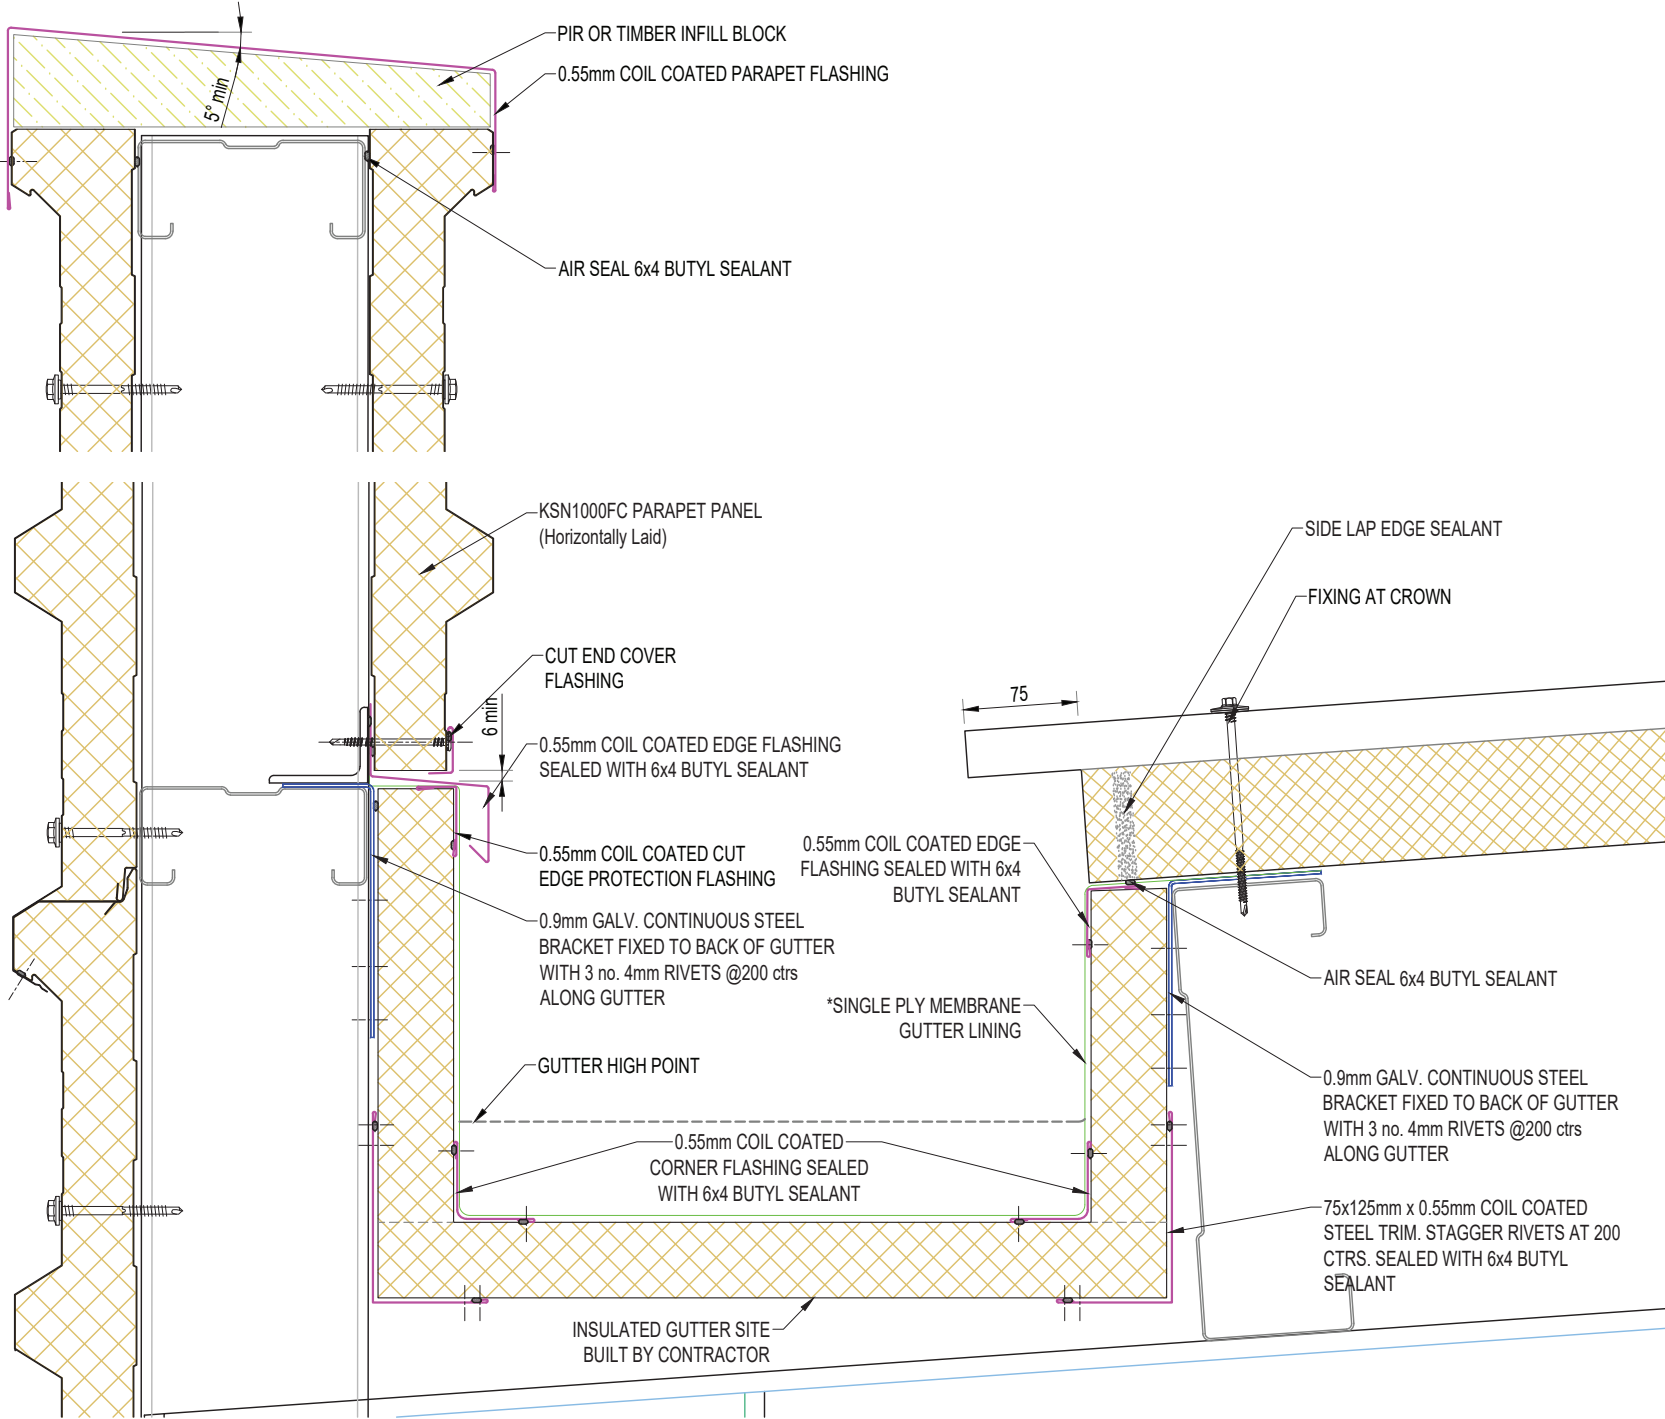 PIR OR TIMBER INFILL BLOCK
0.55mm COIL COATED PARAPET FLASHING
5° min
AIR SEAL 6x4 BUTYL SEALANT
KSN1000FC PARAPET PANEL
(Horizontally Laid)
SIDE LAP EDGE SEALANT
FIXING AT CROWN
CUT END COVER
FLASHING
6 min
75
0.55mm COIL COATED EDGE FLASHING
SEALED WITH 6x4 BUTYL SEALANT
0.55mm COIL COATED CUT
EDGE PROTECTION FLASHING
0.55mm COIL COATED EDGE
FLASHING SEALED WITH 6x4
BUTYL SEALANT
0.9mm GALV. CONTINUOUS STEEL
BRACKET FIXED TO BACK OF GUTTER
WITH 3 no. 4mm RIVETS @200 ctrs
ALONG GUTTER
AIR SEAL 6x4 BUTYL SEALANT
*SINGLE PLY MEMBRANE
GUTTER LINING
GUTTER HIGH POINT
0.9mm GALV. CONTINUOUS STEEL
BRACKET FIXED TO BACK OF GUTTER
WITH 3 no. 4mm RIVETS @200 ctrs
ALONG GUTTER
0.55mm COIL COATED
CORNER FLASHING SEALED
WITH 6x4 BUTYL SEALANT
75x125mm x 0.55mm COIL COATED
STEEL TRIM. STAGGER RIVETS AT 200
CTRS. SEALED WITH 6x4 BUTYL
SEALANT
INSULATED GUTTER SITE
BUILT BY CONTRACTOR